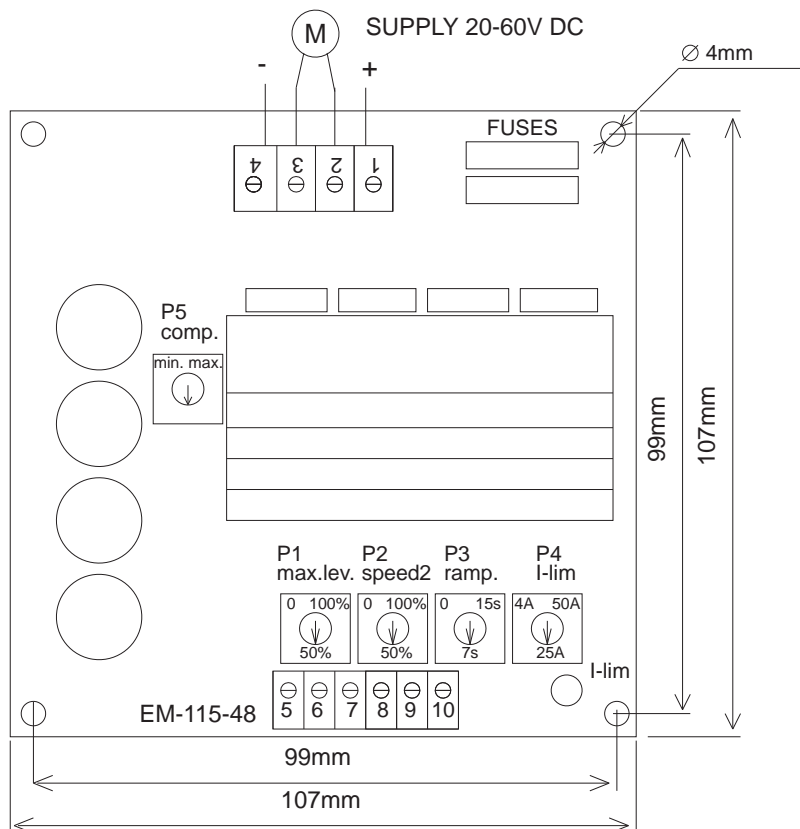 M
SUPPLY 20-60V DC
- +
Ø 4mm
FUSES
4 3 2 1
P5
comp.
min. max.
99mm
107mm
P1
max.lev.
0 100%
50%
P2
speed2
0 100%
50%
P3
ramp.
0 15s
7s
P4
I-lim
4A 50A
25A
I-lim
EM-115-48
5 6 7 8 9 10
99mm
107mm